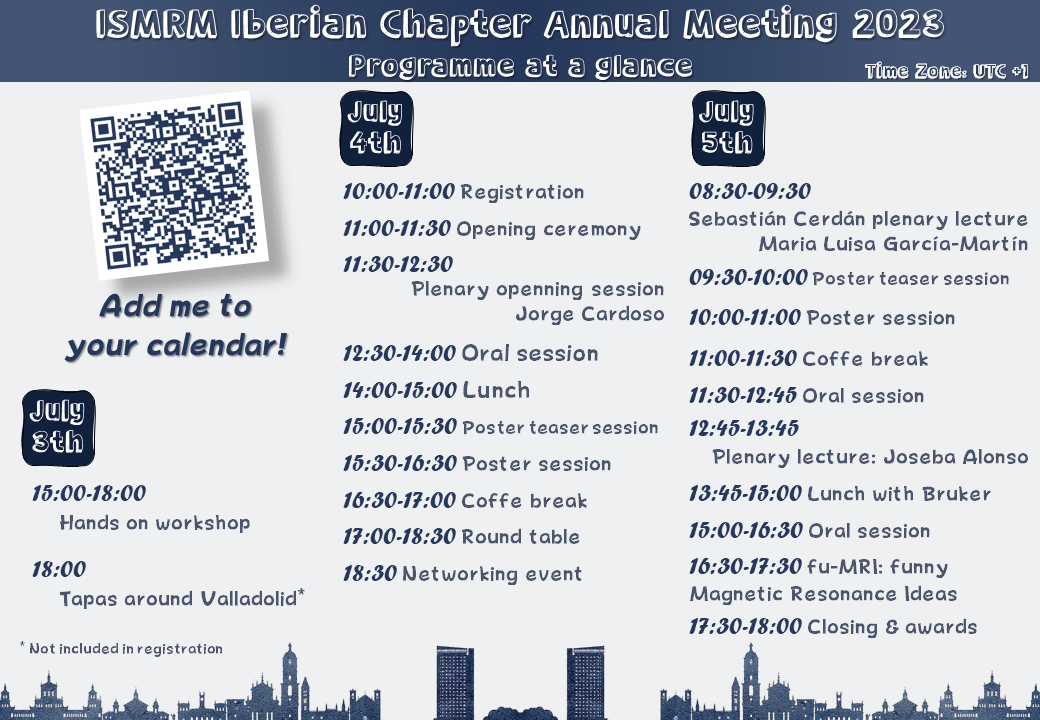 ISMRM Iberian Chapter Annual Meeting 2023
Programme at a glance
Time Zone: UTC +1
Add me to
your calendar!
July
3th
15:00-18:00
Hands on workshop
18:00
Tapas around Valladolid*
* Not included in registration
July
4th
10:00-11:00 Registration
11:00-11:30 Opening ceremony
11:30-12:30
Plenary openning session
Jorge Cardoso
12:30-14:00 Oral session
14:00-15:00 Lunch
15:00-15:30 Poster teaser session
15:30-16:30 Poster session
16:30-17:00 Coffe break
17:00-18:30 Round table
18:30 Networking event
July
5th
08:30-09:30
Sebastián Cerdán plenary lecture
Maria Luisa García-Martín
09:30-10:00 Poster teaser session
10:00-11:00 Poster session
11:00-11:30 Coffe break
11:30-12:45 Oral session
12:45-13:45
Plenary lecture: Joseba Alonso
13:45-15:00 Lunch with Bruker
15:00-16:30 Oral session
16:30-17:30 fu-MRI: funny
Magnetic Resonance Ideas
17:30-18:00 Closing & awards